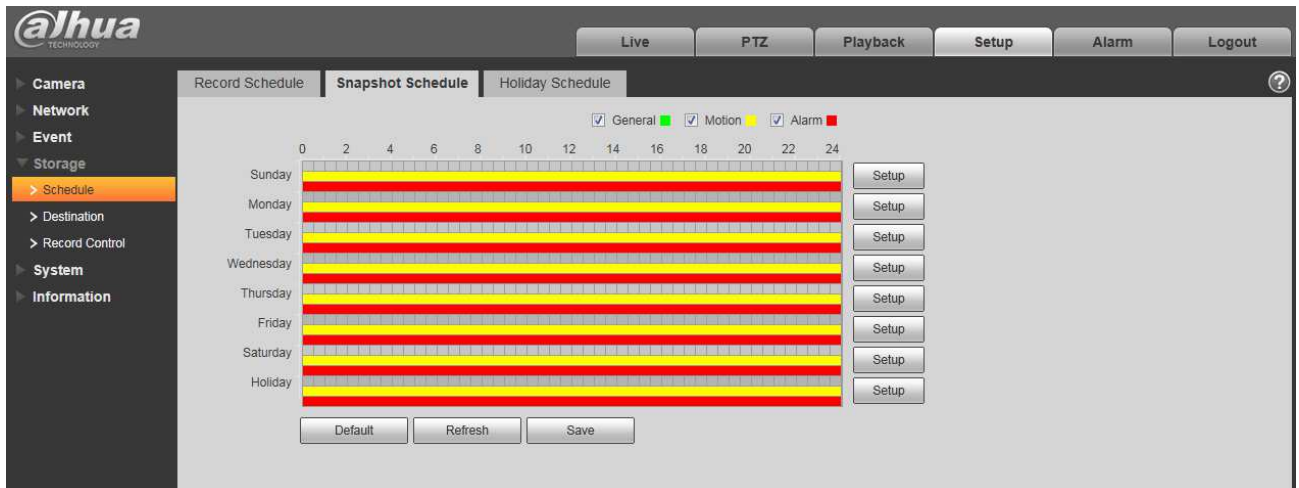 alhua
TECHNOLOGY
Live PTZ Playback Setup Alarm Logout
Camera
Network
Event
Storage
> Schedule
> Destination
> Record Control
System
Information
Record Schedule Snapshot Schedule Holiday Schedule ?
General Motion Alarm
0 2 4 6 8 10 12 14 16 18 20 22 24
Sunday Setup
Monday Setup
Tuesday Setup
Wednesday Setup
Thursday Setup
Friday Setup
Saturday Setup
Holiday Setup
Default Refresh Save